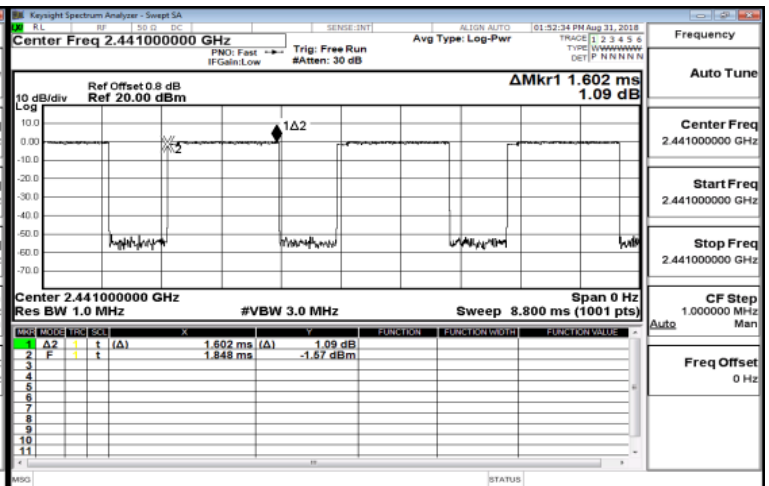 Keysight Spectrum Analyzer - Swept SA
RL RF 50 Ω DC SENSE:INT ALIGN AUTO 01:52:34 PM Aug 31, 2018
Center Freq 2.441000000 GHz
PNO: Fast
IFGain:Low
Trig: Free Run
#Atten: 30 dB
Avg Type: Log-Pwr
TRACE 1 2 3 4 5 6
TYPE WWWWWW
DET P N N N N N
Ref Offset 0.8 dB
10 dB/div Ref 20.00 dBm
Log
ΔMkr1 1.602 ms
1.09 dB
10.0
0.00
-10.0
-20.0
-30.0
-40.0
-50.0
-60.0
-70.0
1Δ2
2
Center 2.441000000 GHz Span 0 Hz
Res BW 1.0 MHz #VBW 3.0 MHz Sweep 8.800 ms (1001 pts)
MKR MODE TRC SCL X Y FUNCTION FUNCTION WIDTH FUNCTION VALUE
1 Δ2 1 t (Δ) 1.602 ms (Δ) 1.09 dB
2 F 1 t 1.848 ms -1.57 dBm
3
4
5
6
7
8
9
10
11
MSG STATUS
Frequency
Auto Tune
Center Freq
2.441000000 GHz
Start Freq
2.441000000 GHz
Stop Freq
2.441000000 GHz
CF Step
1.000000 MHz
Auto Man
Freq Offset
0 Hz